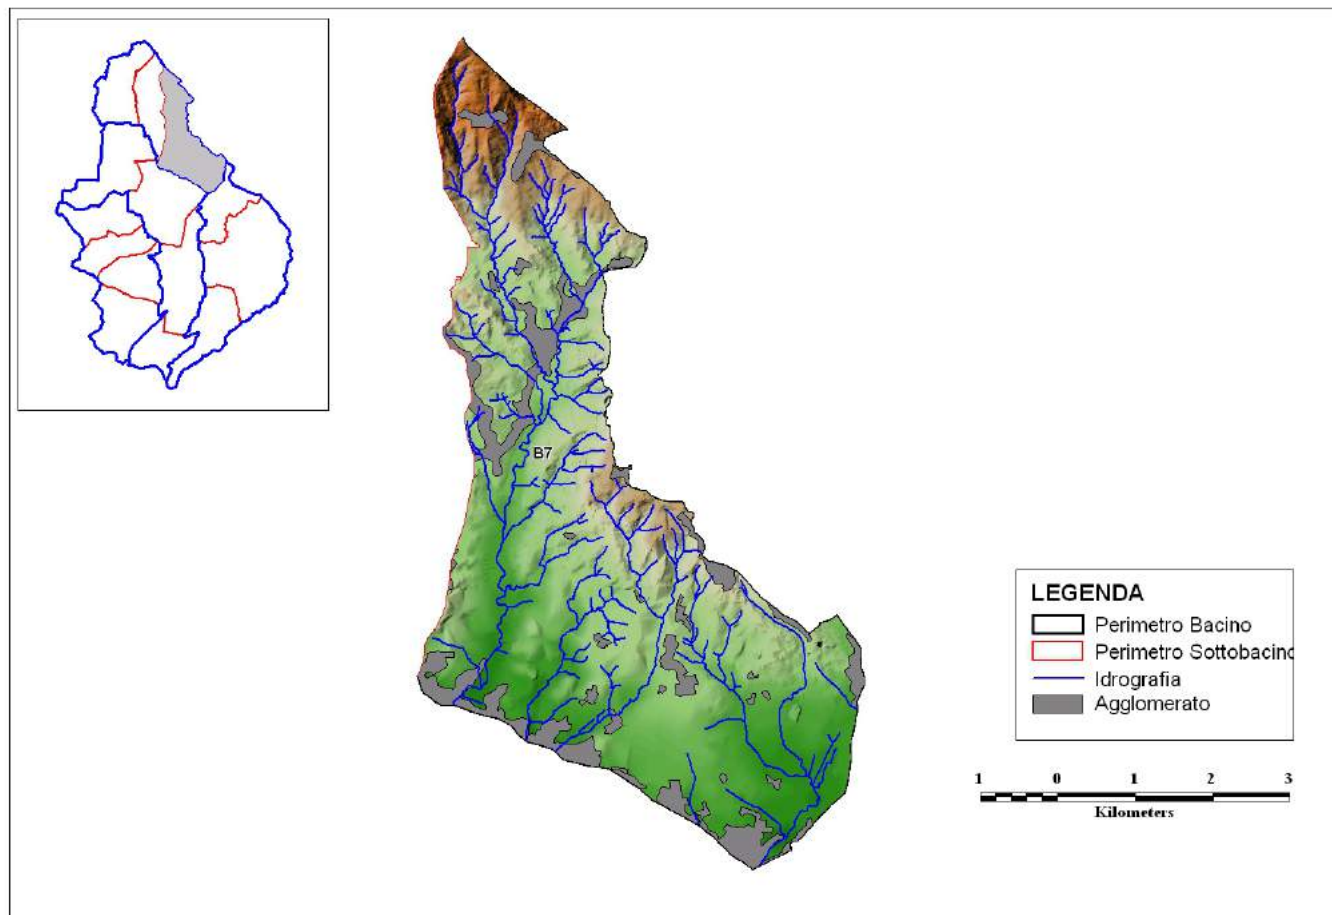 B7
LEGENDA
Perimetro Bacino
Perimetro Sottobacino
Idrografia
Agglomerato
1 0 1 2 3
Kilometers